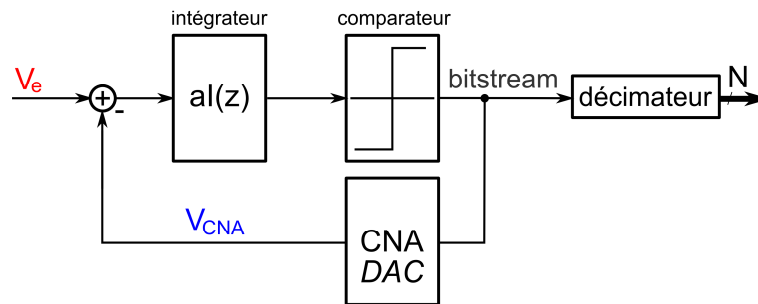 intégrateur
comparateur
Ve
+
-
aI(z)
bitstream
décimateur
N
VCNA
CNA
DAC